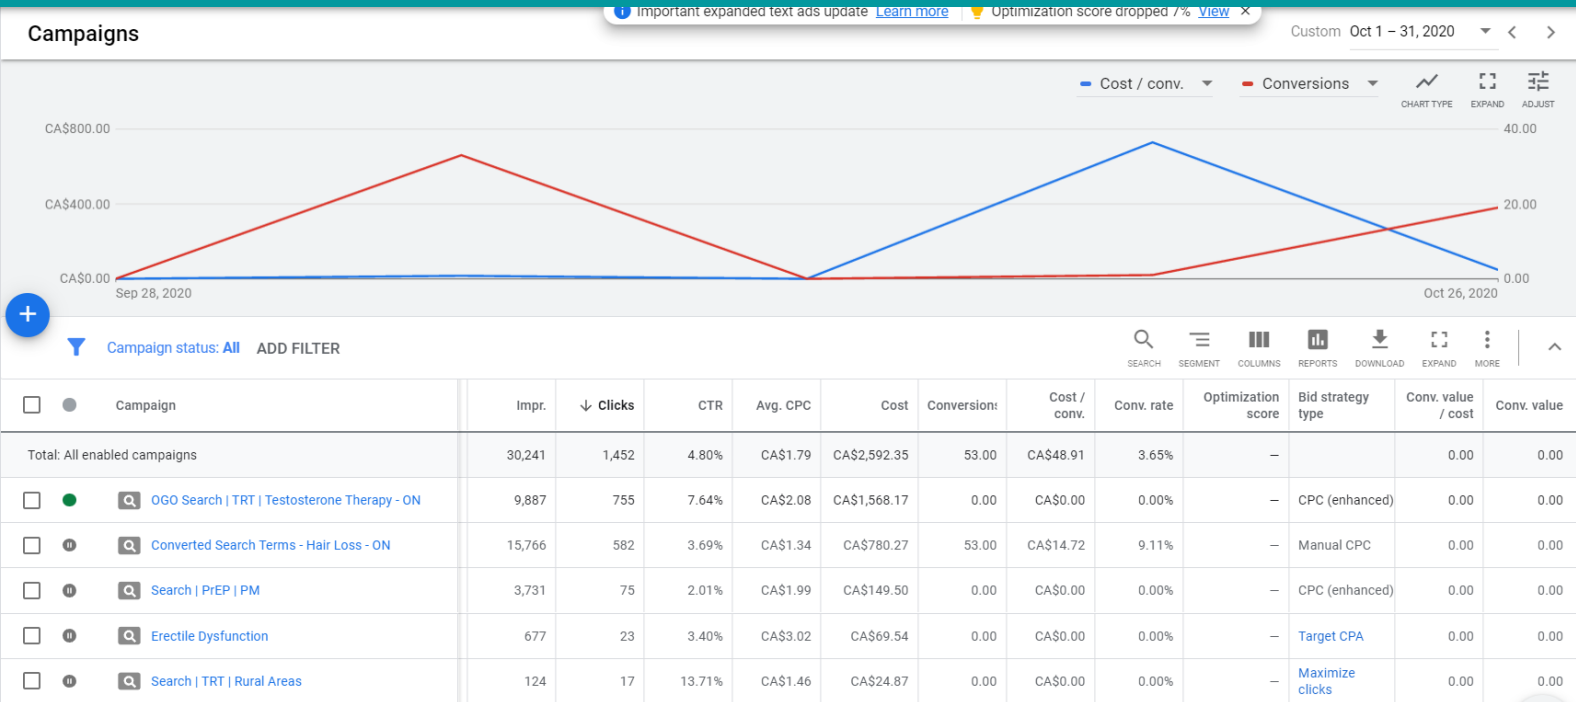 Important expanded text ads update Learn more Optimization score dropped 7% View
Campaigns
Custom Oct 1 – 31, 2020
Cost / conv. Conversions
CHART TYPE EXPAND ADJUST
CA$800.00 40.00
CA$400.00 20.00
CA$0.00 0.00
Sep 28, 2020 Oct 26, 2020
Campaign status: All ADD FILTER
SEARCH SEGMENT COLUMNS REPORTS DOWNLOAD EXPAND MORE
Campaign Impr. Clicks CTR Avg. CPC Cost Conversions Cost / conv. Conv. rate Optimization score Bid strategy type Conv. value / cost Conv. value
Total: All enabled campaigns 30,241 1,452 4.80% CA$1.79 CA$2,592.35 53.00 CA$48.91 3.65% – 0.00 0.00
OGO Search | TRT | Testosterone Therapy - ON 9,887 755 7.64% CA$2.08 CA$1,568.17 0.00 CA$0.00 0.00% – CPC (enhanced) 0.00 0.00
Converted Search Terms - Hair Loss - ON 15,766 582 3.69% CA$1.34 CA$780.27 53.00 CA$14.72 9.11% – Manual CPC 0.00 0.00
Search | PrEP | PM 3,731 75 2.01% CA$1.99 CA$149.50 0.00 CA$0.00 0.00% – CPC (enhanced) 0.00 0.00
Erectile Dysfunction 677 23 3.40% CA$3.02 CA$69.54 0.00 CA$0.00 0.00% – Target CPA 0.00 0.00
Search | TRT | Rural Areas 124 17 13.71% CA$1.46 CA$24.87 0.00 CA$0.00 0.00% – Maximize clicks 0.00 0.00